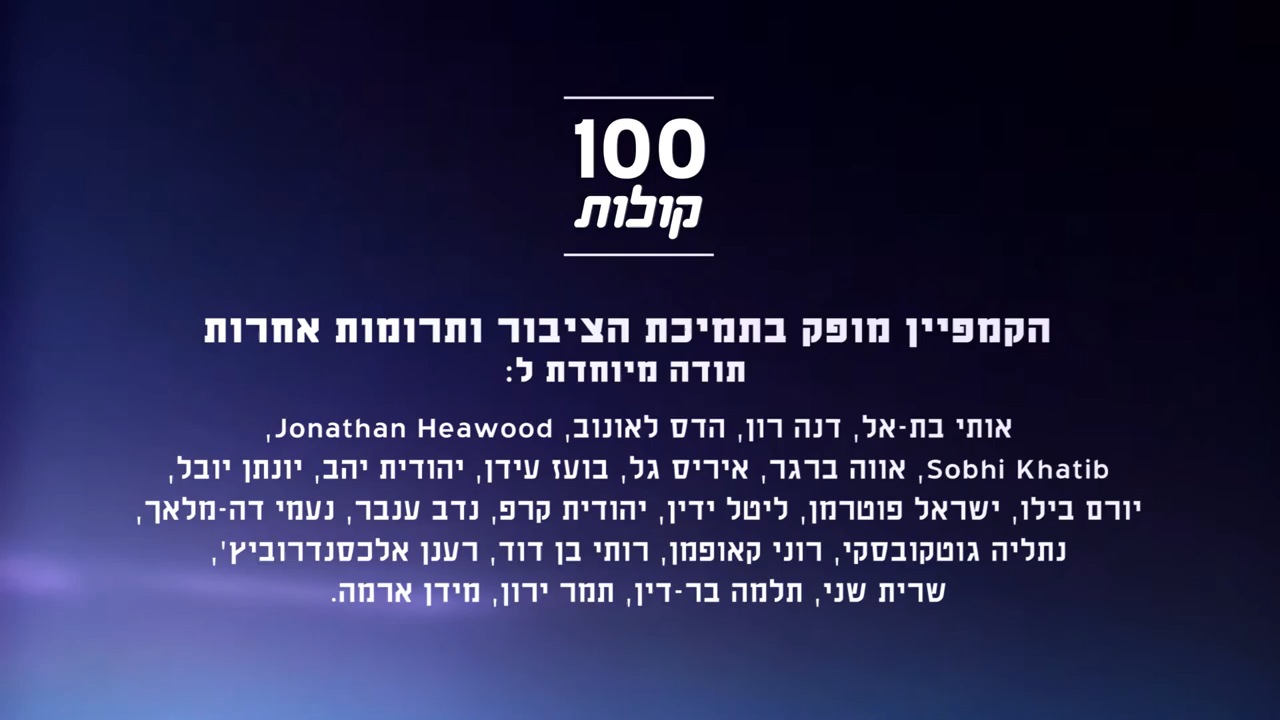 100
קולות
הקמפיין מופק בתמיכת הציבור ותרומות אחרות
תודה מיוחדת ל:
אותי בת-אל, דנה רון, הדס לאונוב, Jonathan Heawood,
Sobhi Khatib, אווה ברגר, איריס גל, בועז עידן, יהודית יהב, יונתן יובל,
יורם בילו, ישראל פוטרמן, ליטל ידין, יהודית קרפ, נדב ענבר, נעמי דה-מלאך,
נתליה גוטקובסקי, רוני קאופמן, רותי בן דוד, רענן אלכסנדרוביץ',
שרית שני, תלמה בר-דין, תמר ירון, מידן ארמה.